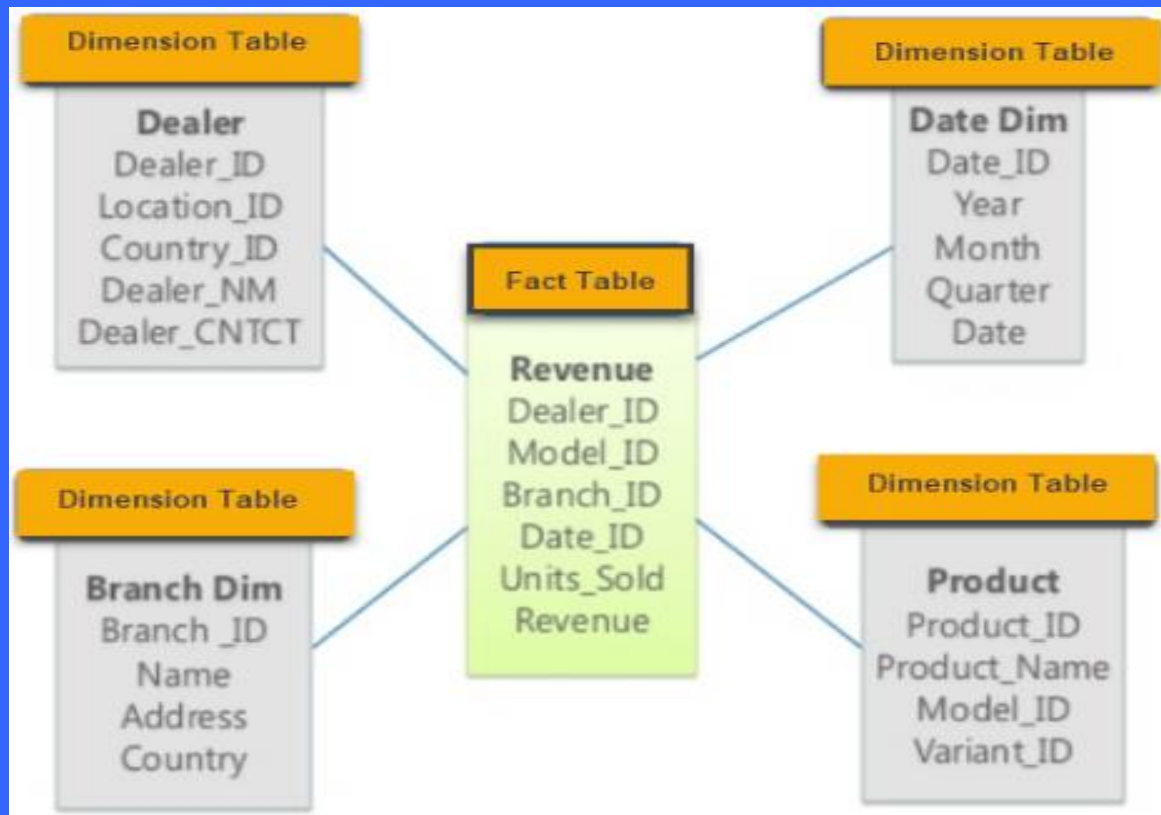 Dimension Table
Dealer
Dealer_ID
Location_ID
Country_ID
Dealer_NM
Dealer_CNTCT
Dimension Table
Date Dim
Date_ID
Year
Month
Quarter
Date
Fact Table
Revenue
Dealer_ID
Model_ID
Branch_ID
Date_ID
Units_Sold
Revenue
Dimension Table
Branch Dim
Branch _ID
Name
Address
Country
Dimension Table
Product
Product_ID
Product_Name
Model_ID
Variant_ID